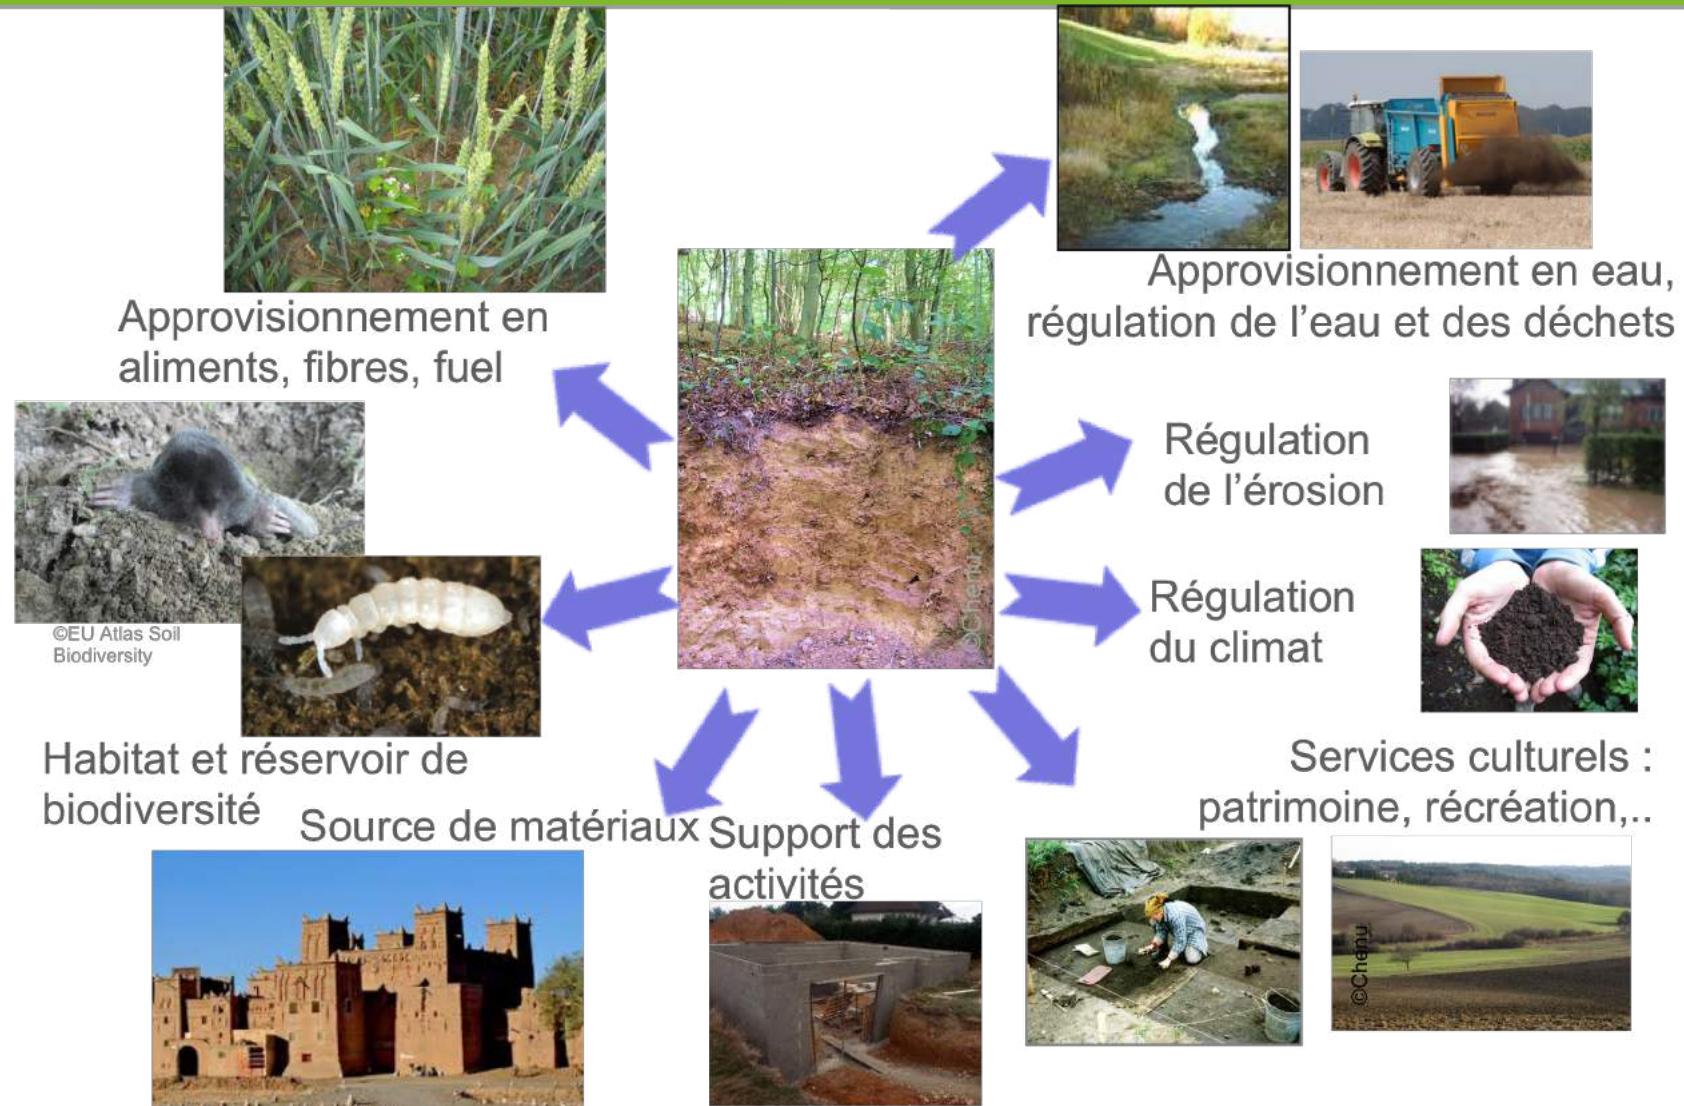 Approvisionnement en
aliments, fibres, fuel
Approvisionnement en eau,
régulation de l'eau et des déchets
Régulation
de l'érosion
©Chenu
Régulation
du climat
©EU Atlas Soil
Biodiversity
Habitat et réservoir de
biodiversité
Source de matériaux
Support des
activités
Services culturels :
patrimoine, récréation,..
©Chenu